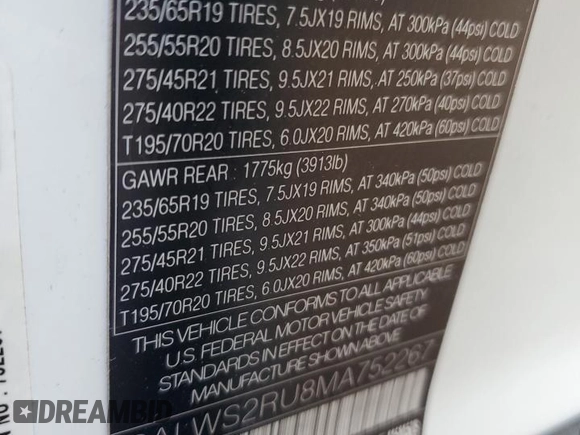 235/65R19 TIRES, 7.5JX19 RIMS, AT 300kPa (44psi) COLD
255/55R20 TIRES, 8.5JX20 RIMS, AT 300kPa (44psi) COLD
275/45R21 TIRES, 9.5JX21 RIMS, AT 250kPa (37psi) COLD
275/40R22 TIRES, 9.5JX22 RIMS, AT 270kPa (40psi) COLD
T195/70R20 TIRES, 6.0JX20 RIMS, AT 420kPa (60psi) COLD
GAWR REAR : 1775kg (3913lb)
235/65R19 TIRES, 7.5JX19 RIMS, AT 340kPa (50psi) COLD
255/55R20 TIRES, 8.5JX20 RIMS, AT 340kPa (50psi) COLD
275/45R21 TIRES, 9.5JX21 RIMS, AT 300kPa (44psi) COLD
275/40R22 TIRES, 9.5JX22 RIMS, AT 350kPa (51psi) COLD
T195/70R20 TIRES, 6.0JX20 RIMS, AT 420kPa (60psi) COLD
THIS VEHICLE CONFORMS TO ALL APPLICABLE
U.S. FEDERAL MOTOR VEHICLE SAFETY
STANDARDS IN EFFECT ON THE DATE OF
MANUFACTURE SHOWN ABOVE.
WS2RU8MA752267
DREAMBID